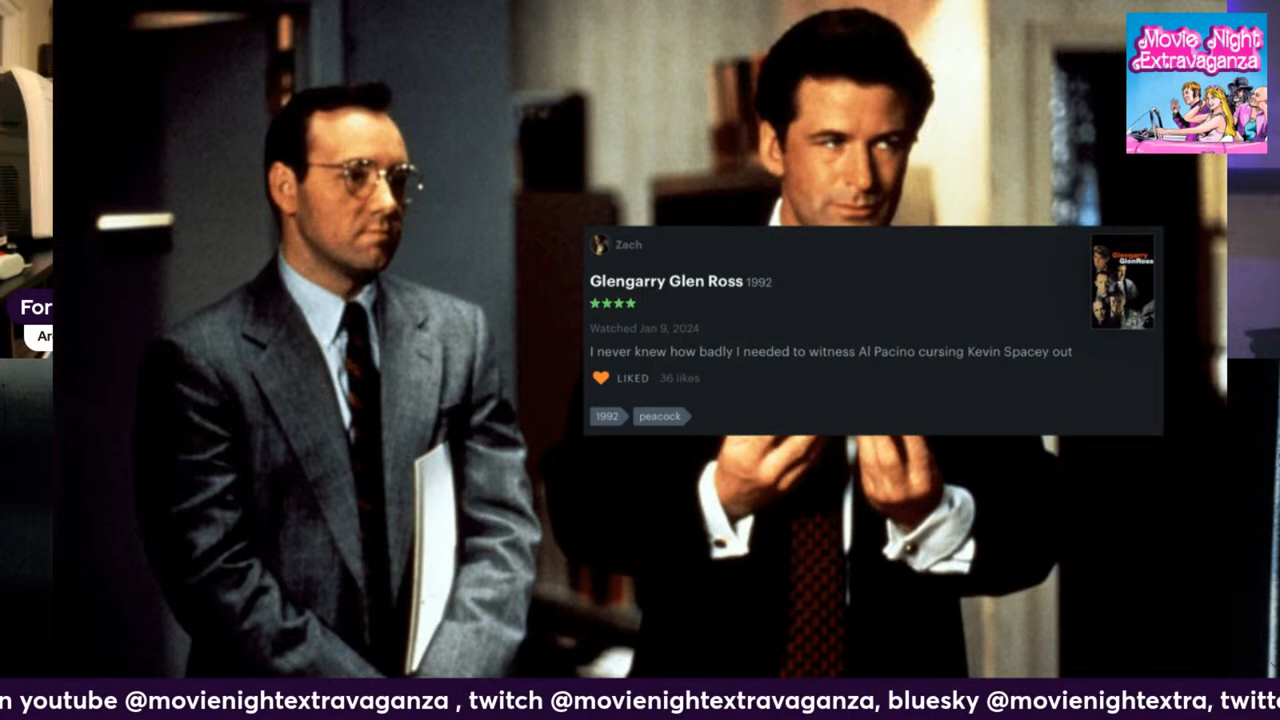 Movie Night
Extravaganza
Zach
Glengarry Glen Ross 1992
★★★★
Watched Jan 9, 2024
I never knew how badly I needed to witness Al Pacino cursing Kevin Spacey out
LIKED 36 likes
1992 peacock
Glengarry
GlenRoss
For
Ar
n youtube @movienightextravaganza , twitch @movienightextravaganza, bluesky @movienightextra, twitt